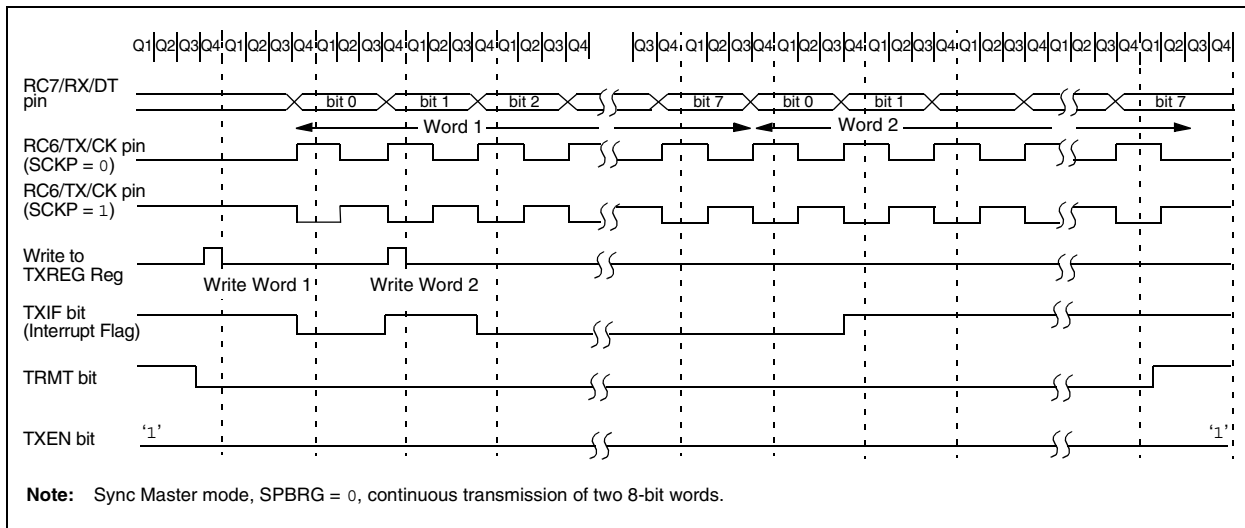 Q1 Q2 Q3 Q4 Q1 Q2 Q3 Q4 Q1 Q2 Q3 Q4 Q1 Q2 Q3 Q4 Q1 Q2 Q3 Q4 Q3 Q4 Q1 Q2 Q3 Q4 Q1 Q2 Q3 Q4 Q1 Q2 Q3 Q4 Q1 Q2 Q3 Q4 Q1 Q2 Q3 Q4 Q1 Q2 Q3 Q4
RC7/RX/DT
pin
bit 0 bit 1 bit 2 bit 7 bit 0 bit 1 bit 7
Word 1 Word 2
RC6/TX/CK pin
(SCKP = 0)
RC6/TX/CK pin
(SCKP = 1)
Write to
TXREG Reg
Write Word 1 Write Word 2
TXIF bit
(Interrupt Flag)
TRMT bit
TXEN bit
‘1’ ‘1’
Note: Sync Master mode, SPBRG = 0, continuous transmission of two 8-bit words.